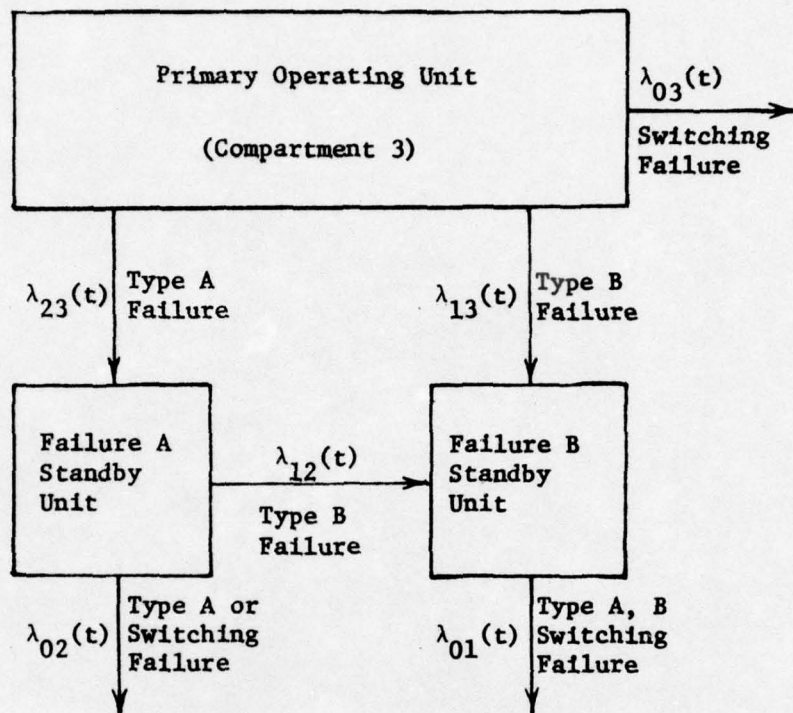 Primary Operating Unit
(Compartment 3)
λ03(t)
Switching
Failure
λ23(t)
Type A
Failure
λ13(t)
Type B
Failure
Failure A
Standby
Unit
λ12(t)
Type B
Failure
Failure B
Standby
Unit
λ02(t)
Type A or
Switching
Failure
λ01(t)
Type A, B
Switching
Failure